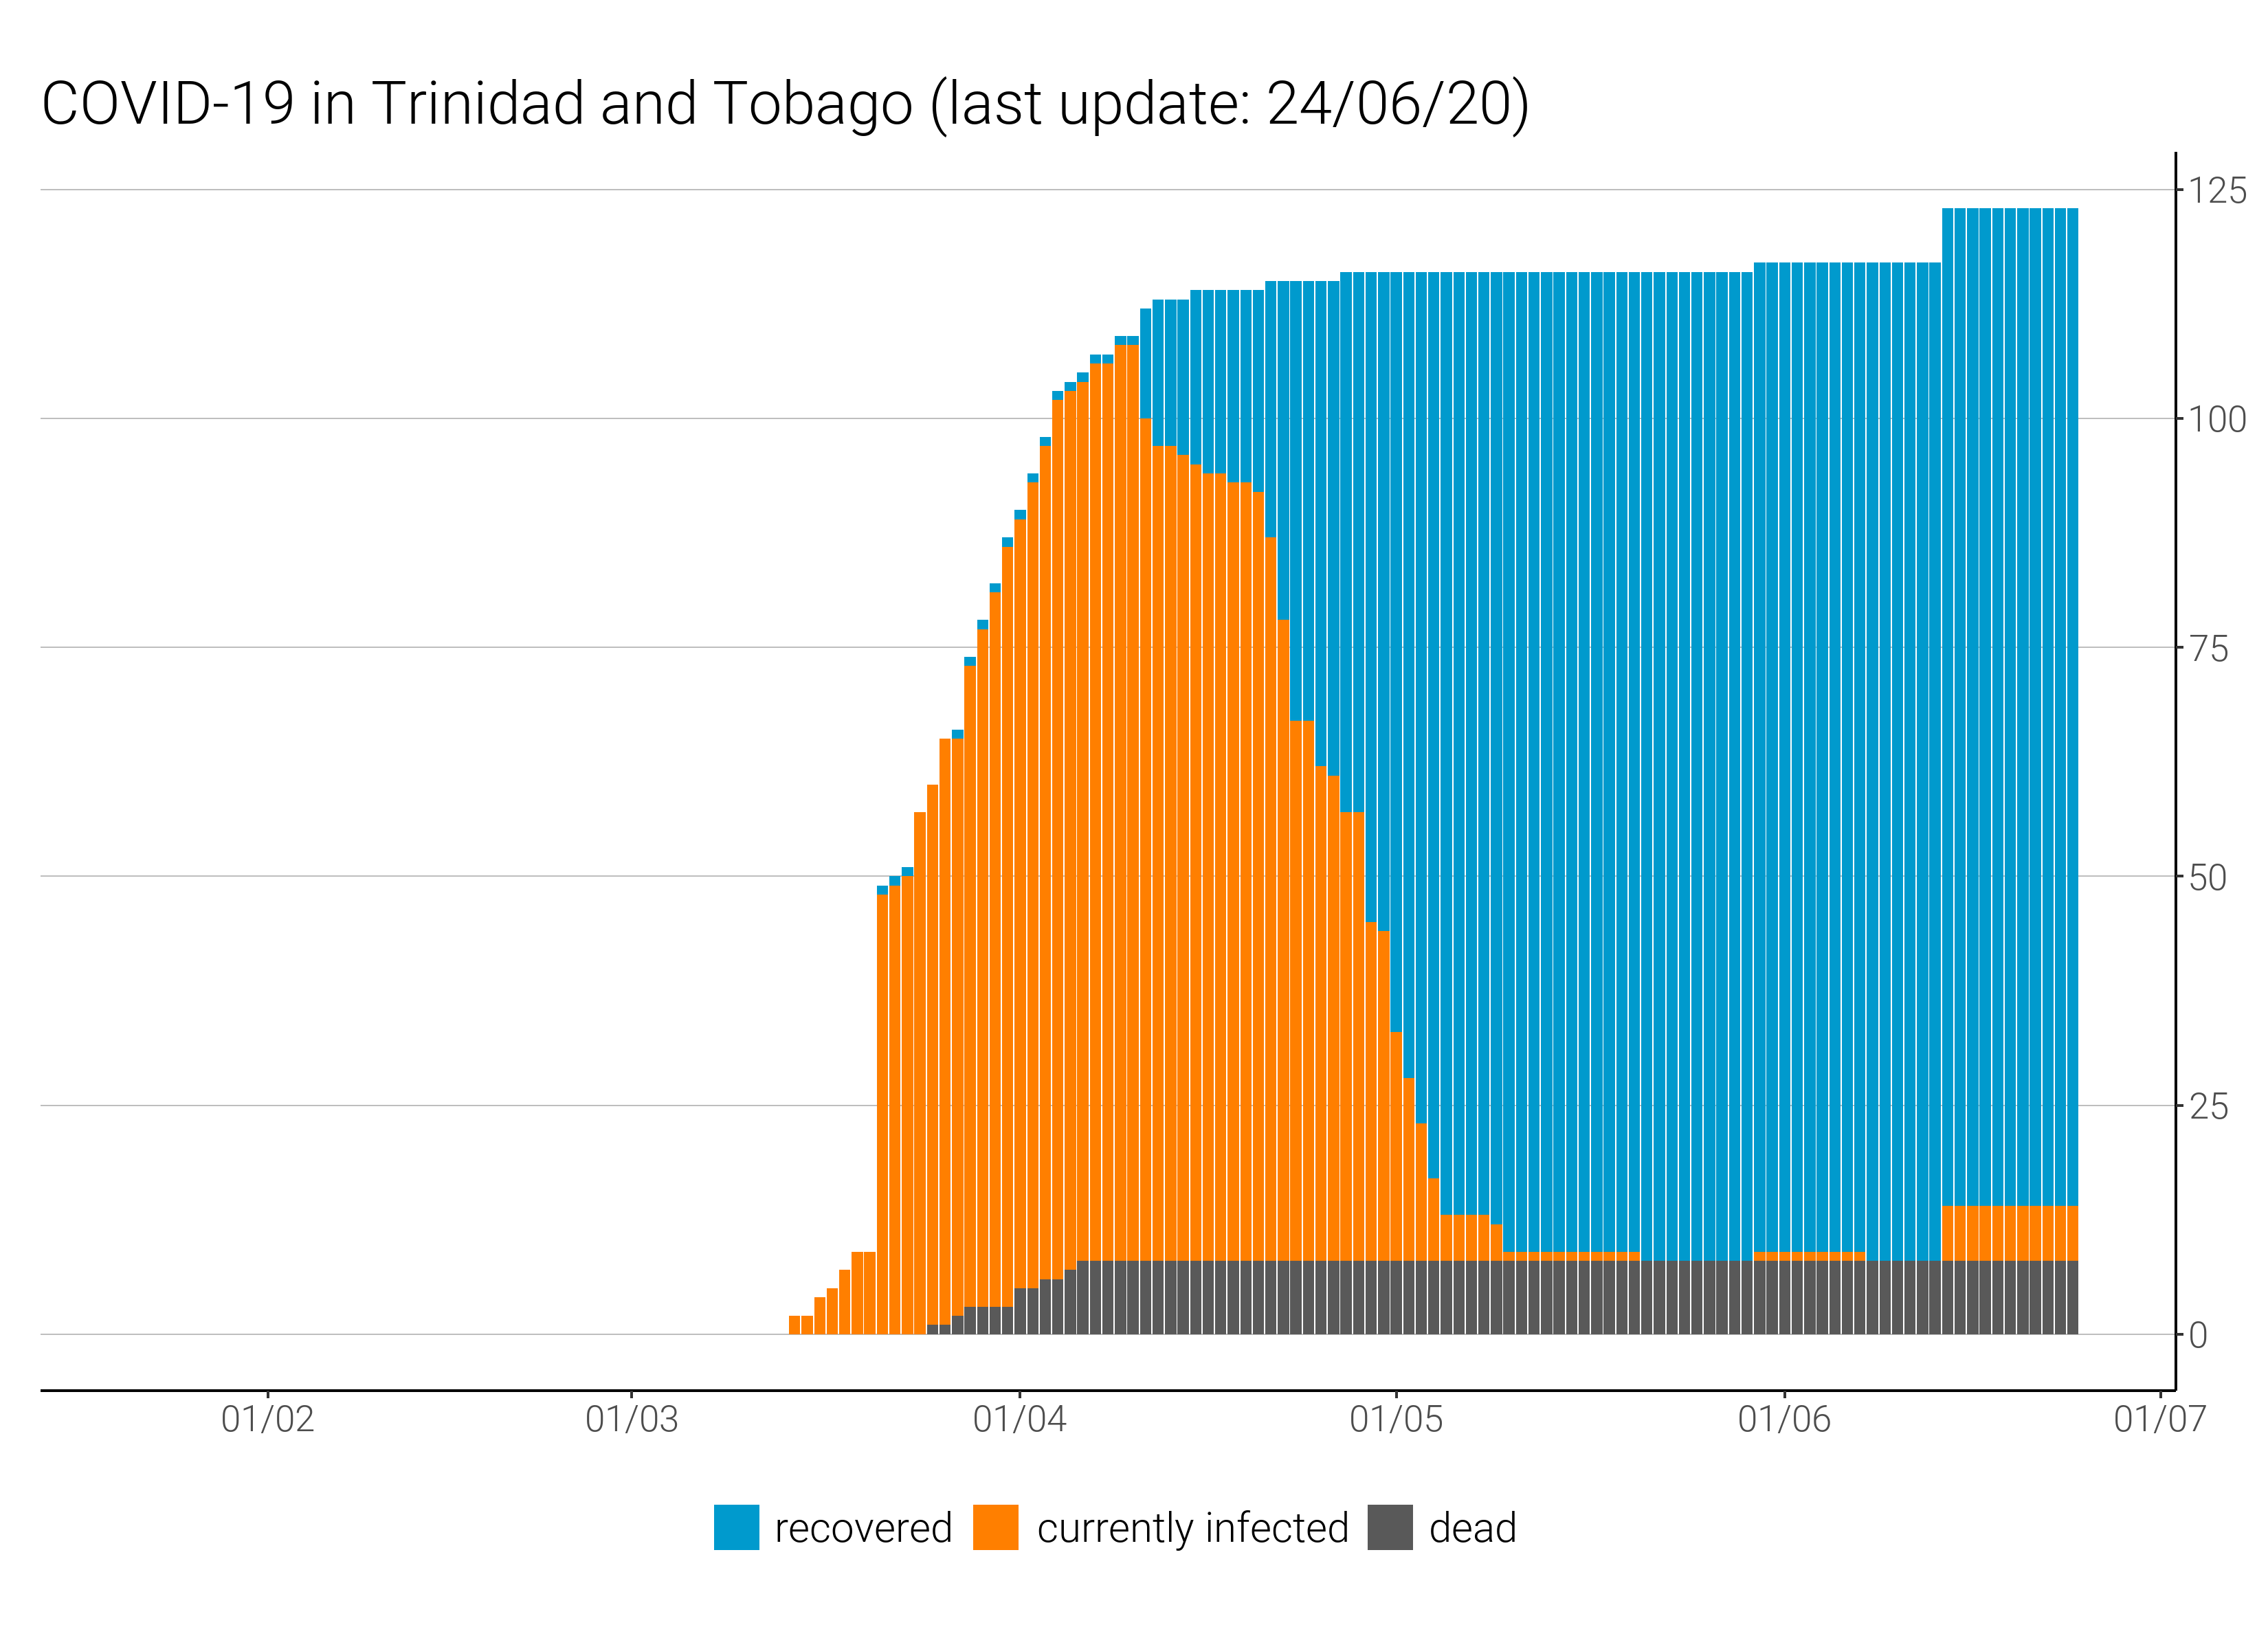 COVID-19 in Trinidad and Tobago (last update: 24/06/20)
125
100
75
50
25
0
01/02 01/03 01/04 01/05 01/06 01/07
recovered currently infected dead